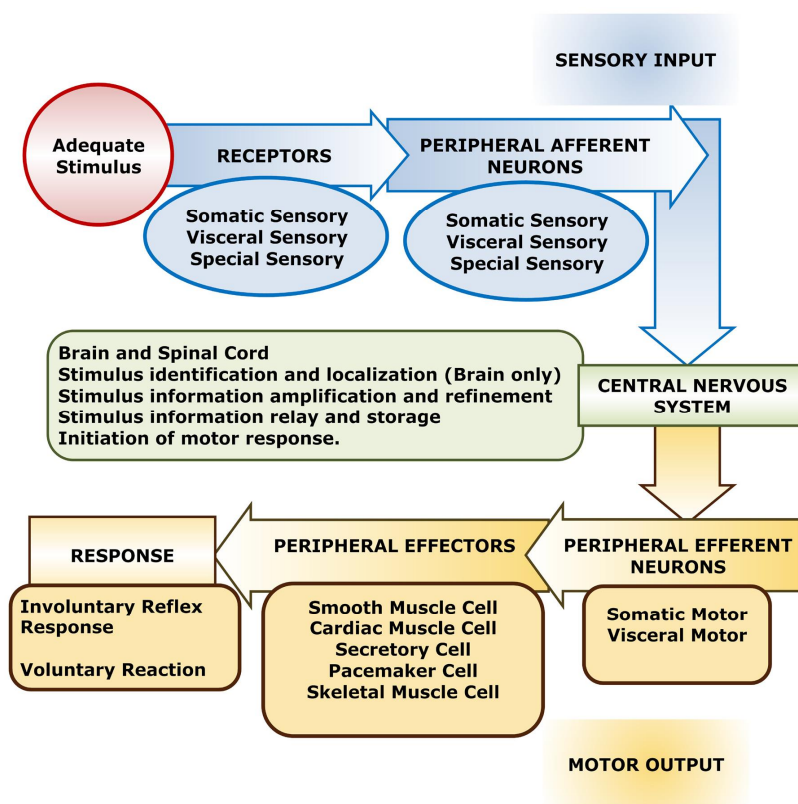 SENSORY INPUT
Adequate
Stimulus
RECEPTORS
PERIPHERAL AFFERENT
NEURONS
Somatic Sensory
Visceral Sensory
Special Sensory
Somatic Sensory
Visceral Sensory
Special Sensory
Brain and Spinal Cord
Stimulus identification and localization (Brain only)
Stimulus information amplification and refinement
Stimulus information relay and storage
Initiation of motor response.
CENTRAL NERVOUS
SYSTEM
PERIPHERAL EFFERENT
NEURONS
Somatic Motor
Visceral Motor
PERIPHERAL EFFECTORS
Smooth Muscle Cell
Cardiac Muscle Cell
Secretory Cell
Pacemaker Cell
Skeletal Muscle Cell
RESPONSE
Involuntary Reflex
Response
Voluntary Reaction
MOTOR OUTPUT